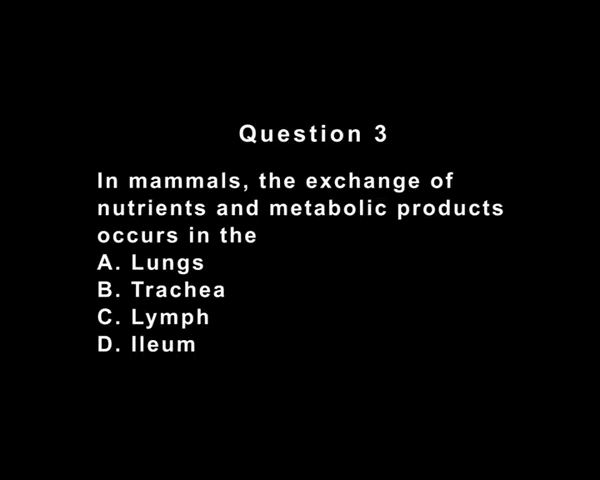 Question 3
In mammals, the exchange of
nutrients and metabolic products
occurs in the
A. Lungs
B. Trachea
C. Lymph
D. Ileum